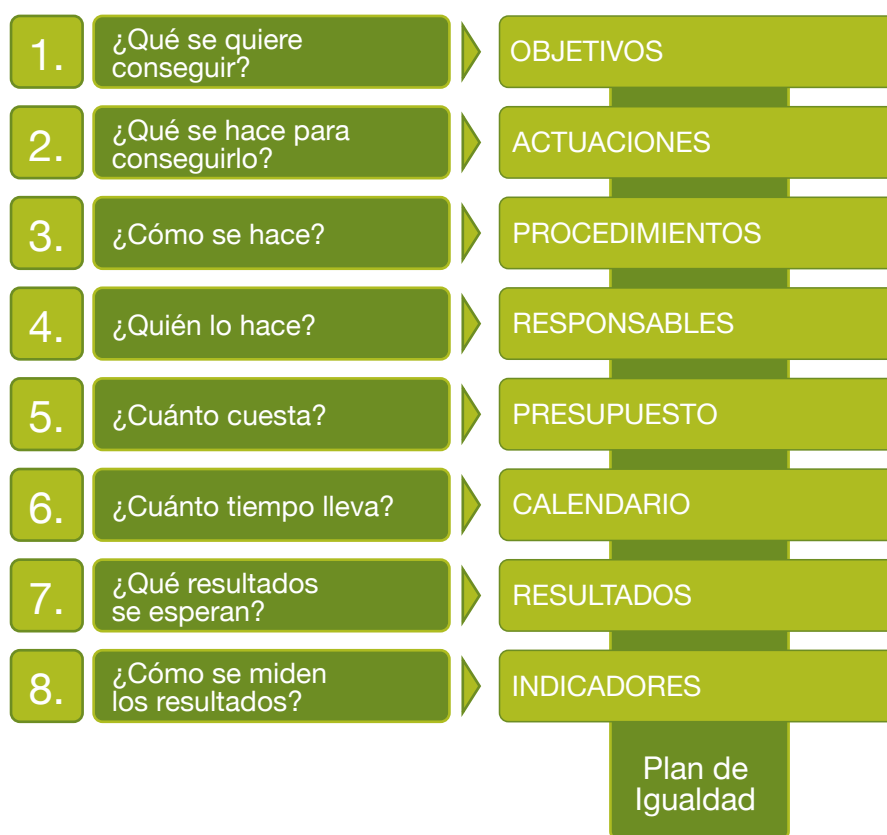 1.
¿Qué se quiere
conseguir?
OBJETIVOS
2.
¿Qué se hace para
conseguirlo?
ACTUACIONES
3.
¿Cómo se hace?
PROCEDIMIENTOS
4.
¿Quién lo hace?
RESPONSABLES
5.
¿Cuánto cuesta?
PRESUPUESTO
6.
¿Cuánto tiempo lleva?
CALENDARIO
7.
¿Qué resultados
se esperan?
RESULTADOS
8.
¿Cómo se miden
los resultados?
INDICADORES
Plan de
Igualdad